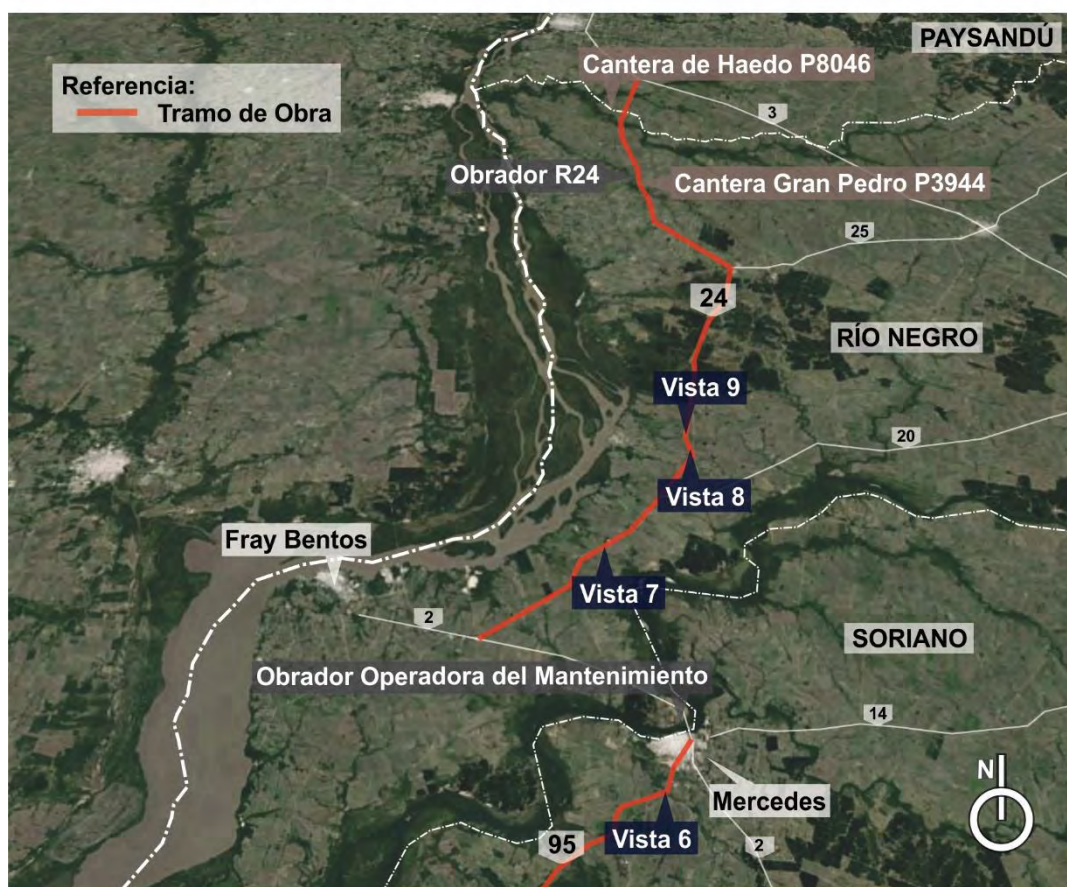 PAYSANDÚ
Cantera de Haedo P8046
Referencia:
Tramo de Obra
3
Obrador R24
Cantera Gran Pedro P3944
25
24
RÍO NEGRO
Vista 9
20
Vista 8
Fray Bentos
Vista 7
2
SORIANO
Obrador Operadora del Mantenimiento
14
N
Mercedes
Vista 6
95
2